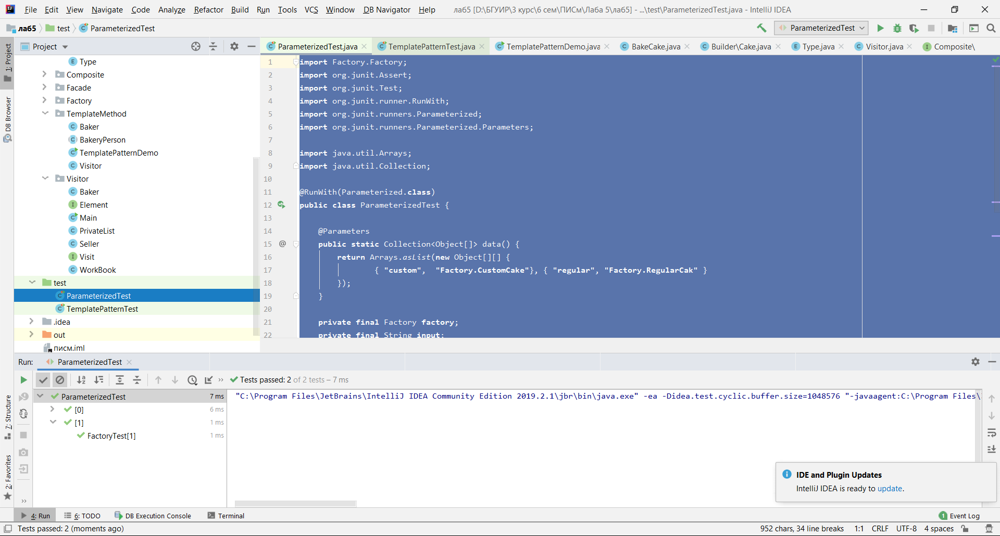 File Edit View Navigate Code Analyze Refactor Build Run Tools VCS Window DB Navigator Help ла65 [D:\БГУИР\3 курс\6 сем\ПИСм\Лаба 5\ла65] - ...\test\ParameterizedTest.java - IntelliJ IDEA
ла65 test ParameterizedTest ParameterizedTest
Project
ParameterizedTest.java TemplatePatternTest.java TemplatePatternDemo.java BakeCake.java Builder\Cake.java Type.java Visitor.java Composite\
1: Project
DB Browser
7: Structure
2: Favorites
Type
Composite
Facade
Factory
TemplateMethod
Baker
BakeryPerson
TemplatePatternDemo
Visitor
Visitor
Baker
Element
Main
PrivateList
Seller
Visit
WorkBook
test
ParameterizedTest
TemplatePatternTest
.idea
out
писм.iml
1 import Factory.Factory;
2 import org.junit.Assert;
3 import org.junit.Test;
4 import org.junit.runner.RunWith;
5 import org.junit.runners.Parameterized;
6 import org.junit.runners.Parameterized.Parameters;
7
8 import java.util.Arrays;
9 import java.util.Collection;
10
11 @RunWith(Parameterized.class)
12 public class ParameterizedTest {
13
14 @Parameters
15 @ public static Collection<Object[]> data() {
16 return Arrays.asList(new Object[][] {
17 { "custom", "Factory.CustomCake"}, { "regular", "Factory.RegularCak" }
18 });
19 }
20
21 private final Factory factory;
22 private final String input;
Run: ParameterizedTest
Tests passed: 2 of 2 tests – 7 ms
ParameterizedTest 7 ms
[0] 6 ms
[1] 1 ms
FactoryTest[1] 1 ms
"C:\Program Files\JetBrains\IntelliJ IDEA Community Edition 2019.2.1\jbr\bin\java.exe" -ea -Didea.test.cyclic.buffer.size=1048576 "-javaagent:C:\Program Files\
IDE and Plugin Updates
IntelliJ IDEA is ready to update.
4: Run 6: TODO DB Execution Console Terminal 1 Event Log
Tests passed: 2 (moments ago) 952 chars, 34 line breaks 1:1 CRLF UTF-8 4 spaces